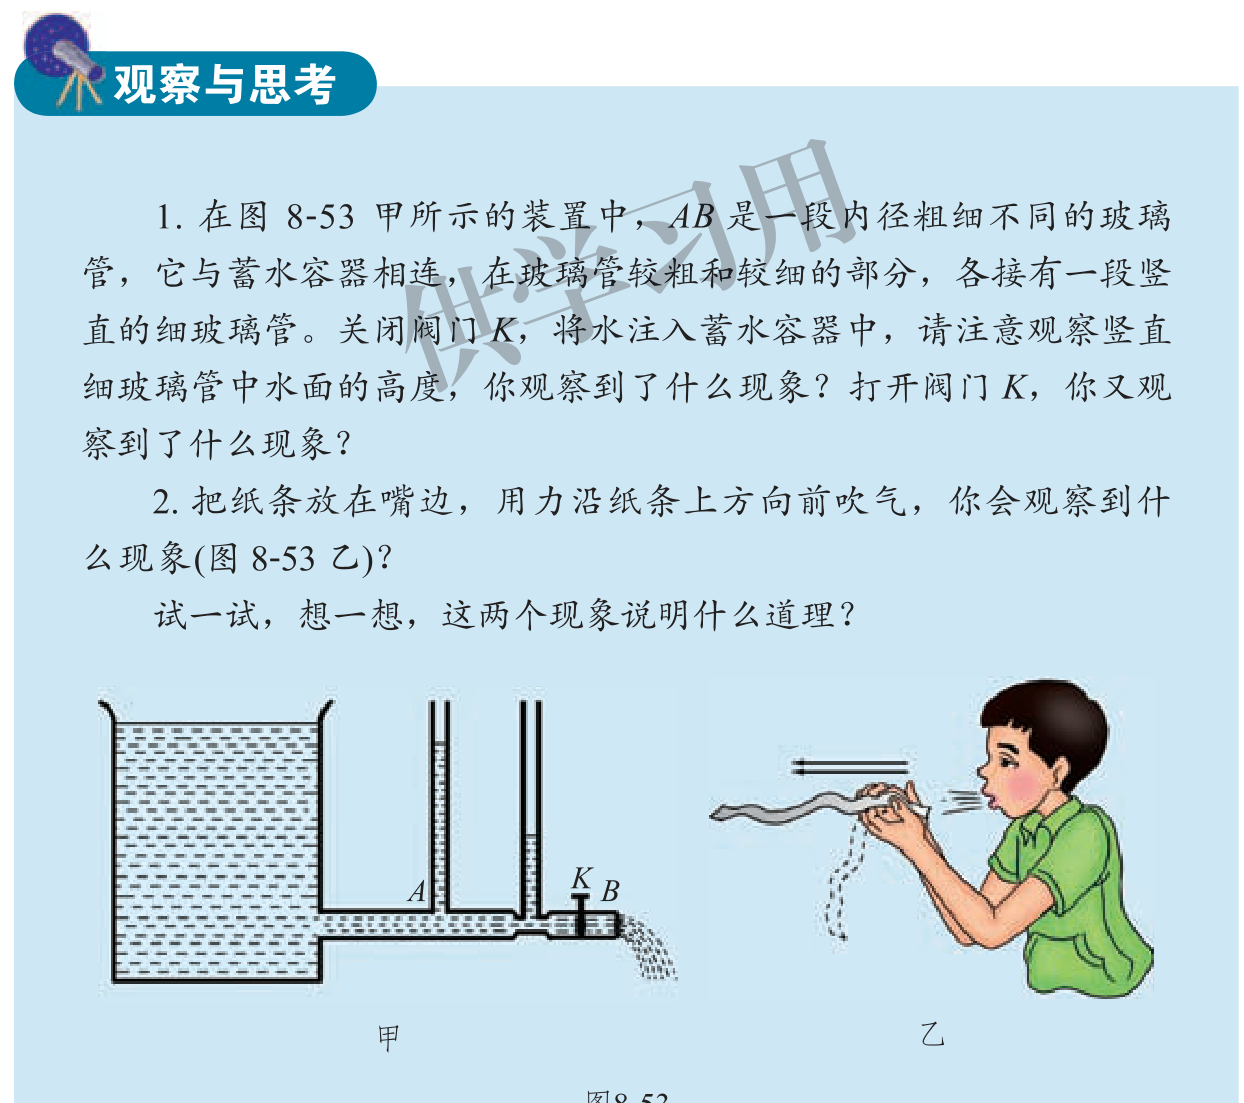 观察与思考
1. 在图 8-53 甲所示的装置中，AB 是一段内径粗细不同的玻璃
管，它与蓄水容器相连，在玻璃管较粗和较细的部分，各接有一段竖
直的细玻璃管。关闭阀门 K，将水注入蓄水容器中，请注意观察竖直
细玻璃管中水面的高度，你观察到了什么现象？打开阀门 K，你又观
察到了什么现象？
2. 把纸条放在嘴边，用力沿纸条上方向前吹气，你会观察到什
么现象(图 8-53 乙)？
试一试，想一想，这两个现象说明什么道理？
供学习用
A
K
B
甲
乙
图8-53